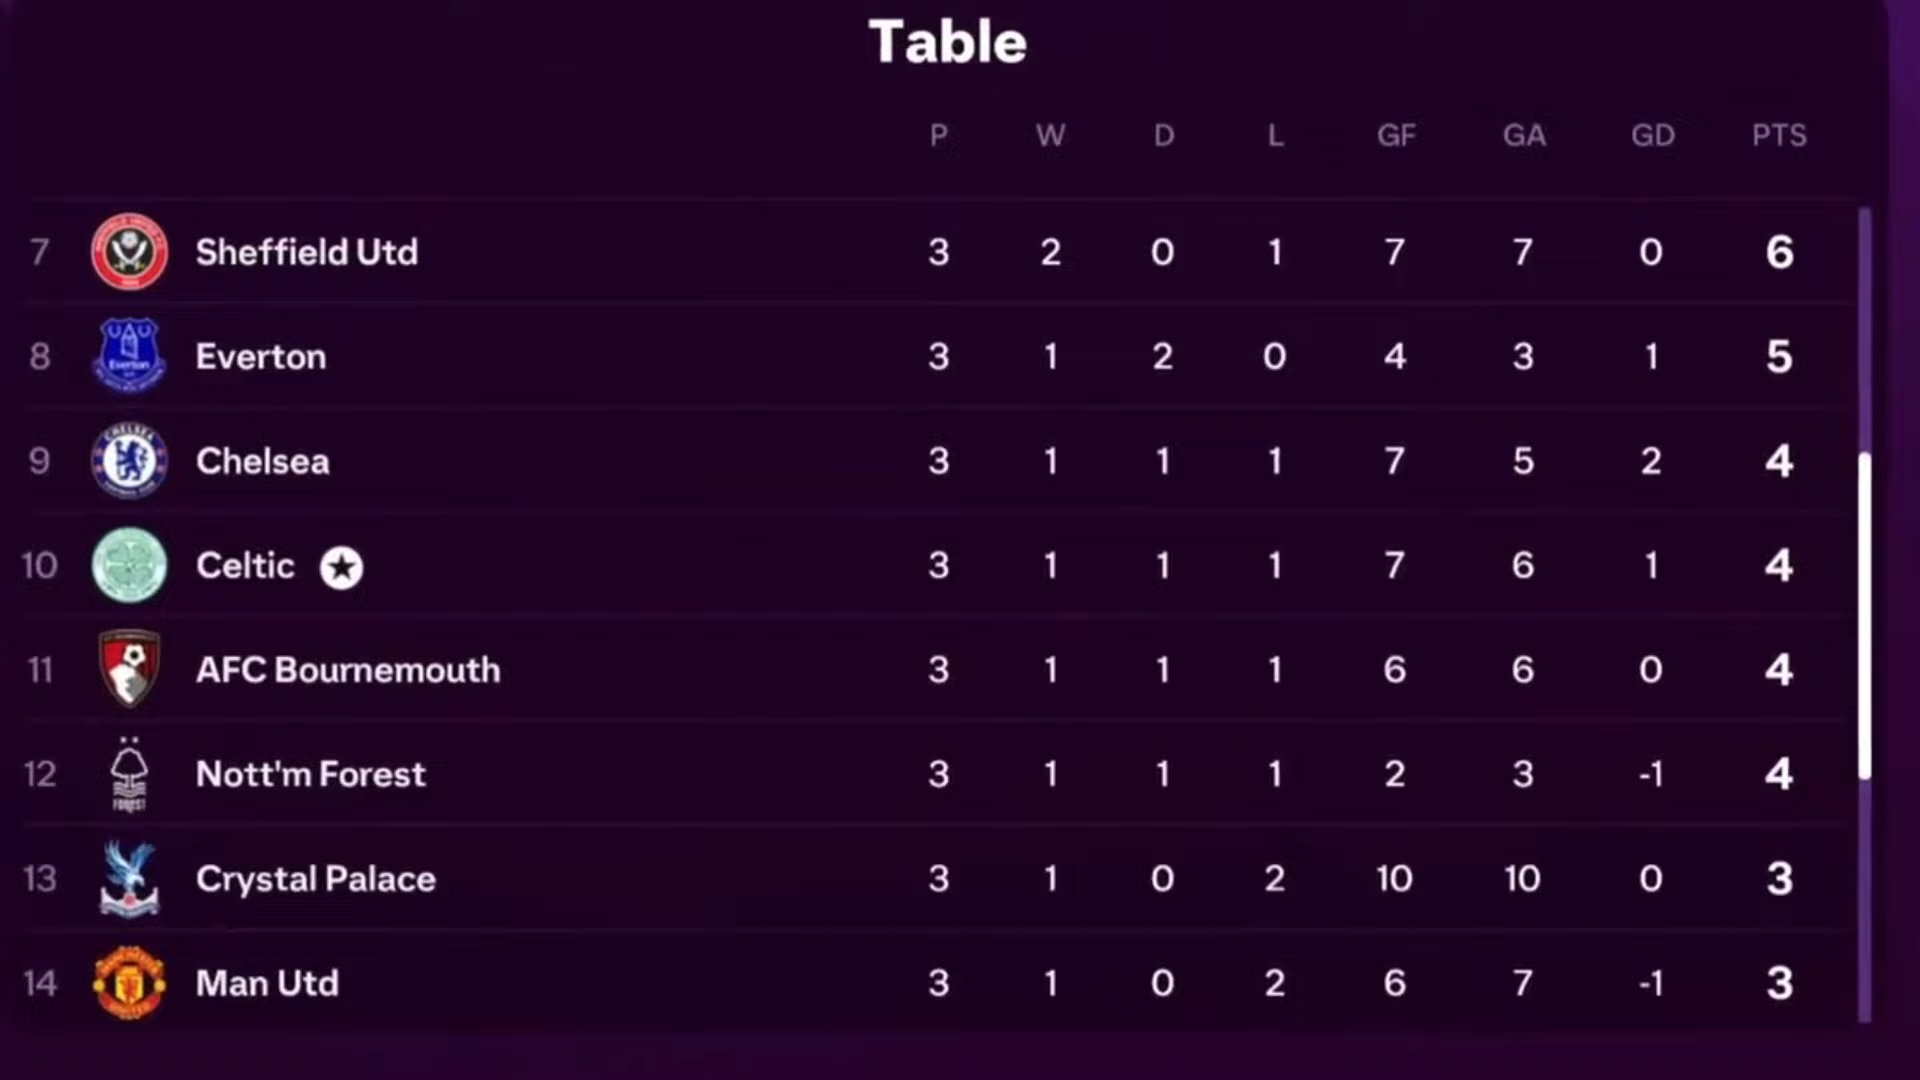 Table
P W D L GF GA GD PTS
7 Sheffield Utd 3 2 0 1 7 7 0 6
8 Everton 3 1 2 0 4 3 1 5
9 Chelsea 3 1 1 1 7 5 2 4
10 Celtic 3 1 1 1 7 6 1 4
11 AFC Bournemouth 3 1 1 1 6 6 0 4
12 Nott'm Forest 3 1 1 1 2 3 -1 4
13 Crystal Palace 3 1 0 2 10 10 0 3
14 Man Utd 3 1 0 2 6 7 -1 3